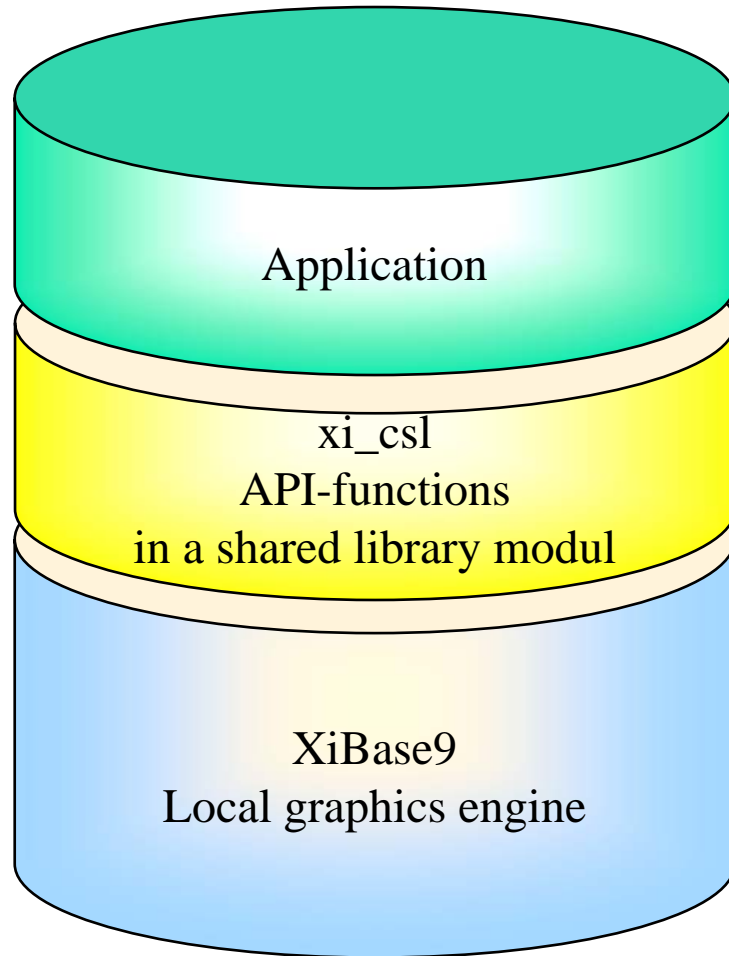 Application
xi_csl
API-functions
in a shared library modul
XiBase9
Local graphics engine